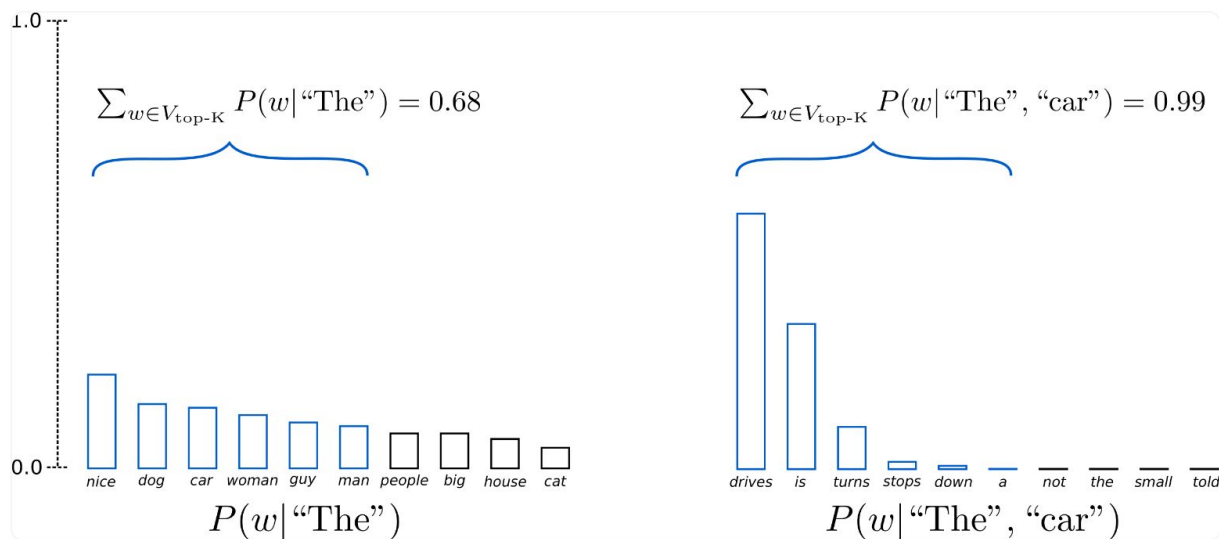 1.0
∑w∈Vtop-K P(w|“The”) = 0.68
∑w∈Vtop-K P(w|“The”, “car”) = 0.99
0.0
nice dog car woman guy man people big house cat
drives is turns stops down a not the small told
P(w|“The”)
P(w|“The”, “car”)